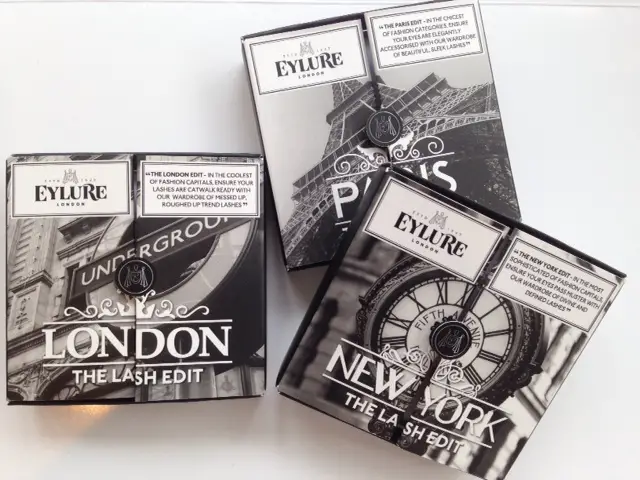 EYLURE
LONDON
"THE PARIS EDIT - IN THE CHICEST
OF FASHION CATEGORIES, ENSURE
YOUR EYES ARE ELEGANTLY
ACCESSORISED WITH OUR WARDROBE
OF BEAUTIFUL, SLEEK LASHES"
PARIS
EYLURE
LONDON
"THE LONDON EDIT - IN THE COOLEST
OF FASHION CAPITALS, ENSURE YOUR
LASHES ARE CATWALK READY WITH
OUR WARDROBE OF MESSED UP,
ROUGHED UP TREND LASHES"
UNDERGROU
LONDON
THE LASH EDIT
EYLURE
LONDON
"THE NEW YORK EDIT - IN THE MOST
SOPHISTICATED OF FASHION CAPITALS,
ENSURE YOUR EYES PASS MUSTER WITH
OUR WARDROBE OF DIVINE AND
DEFINED LASHES"
FIFTH AVENUE
NEW YORK
THE LASH EDIT